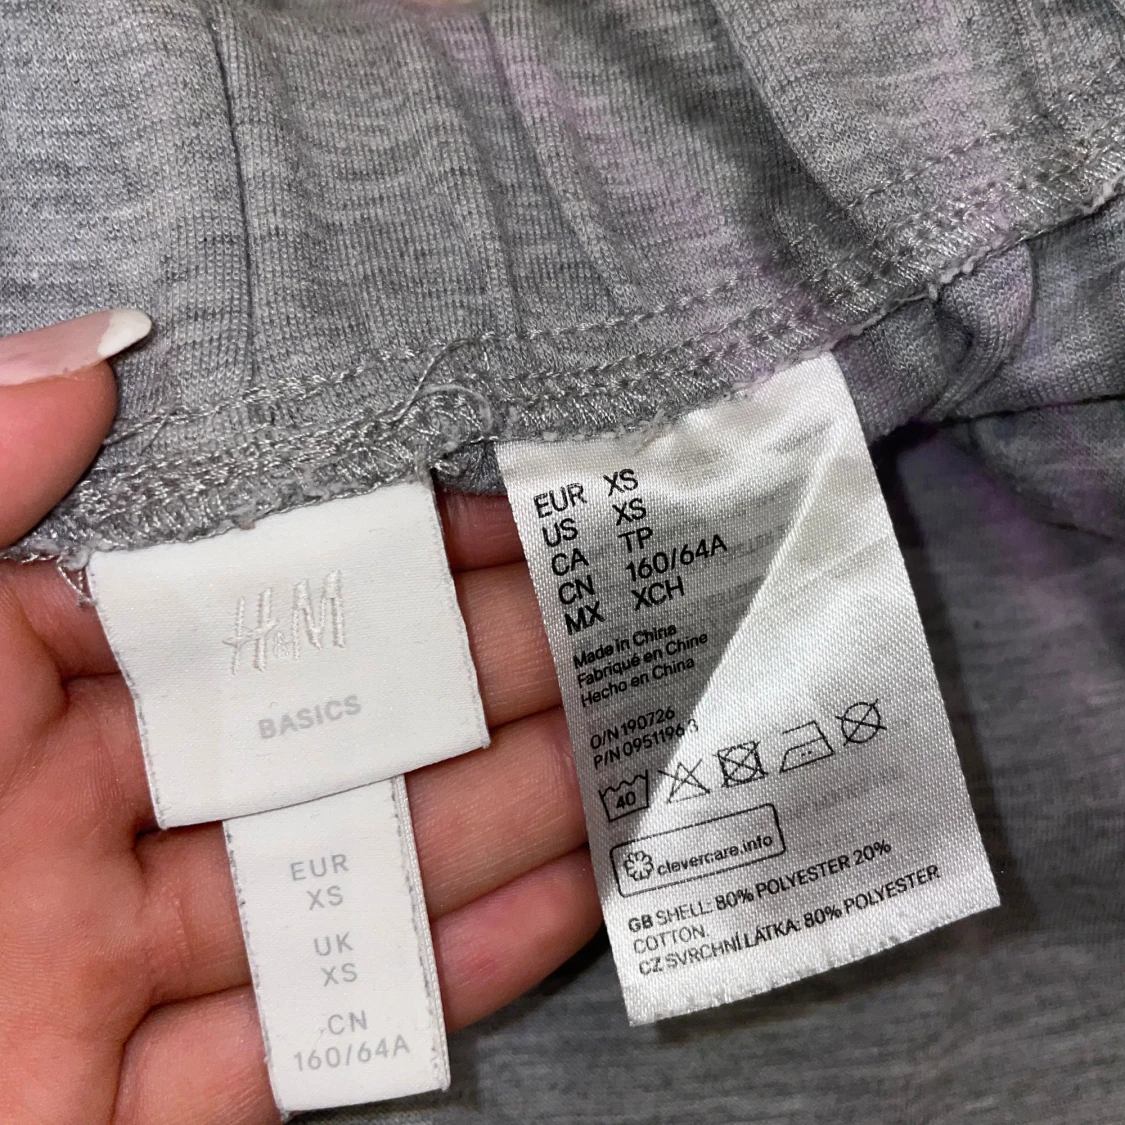 H&M
BASICS
EUR
XS
UK
XS
CN
160/64A
EUR XS
US XS
CA TP
CN 160/64A
MX XCH
Made in China
Fabriqué en Chine
Hecho en China
O/N 190726
P/N 0951196 3
40
clevercare.info
GB SHELL: 80% POLYESTER 20%
COTTON
CZ SVRCHNÍ LÁTKA: 80% POLYESTER